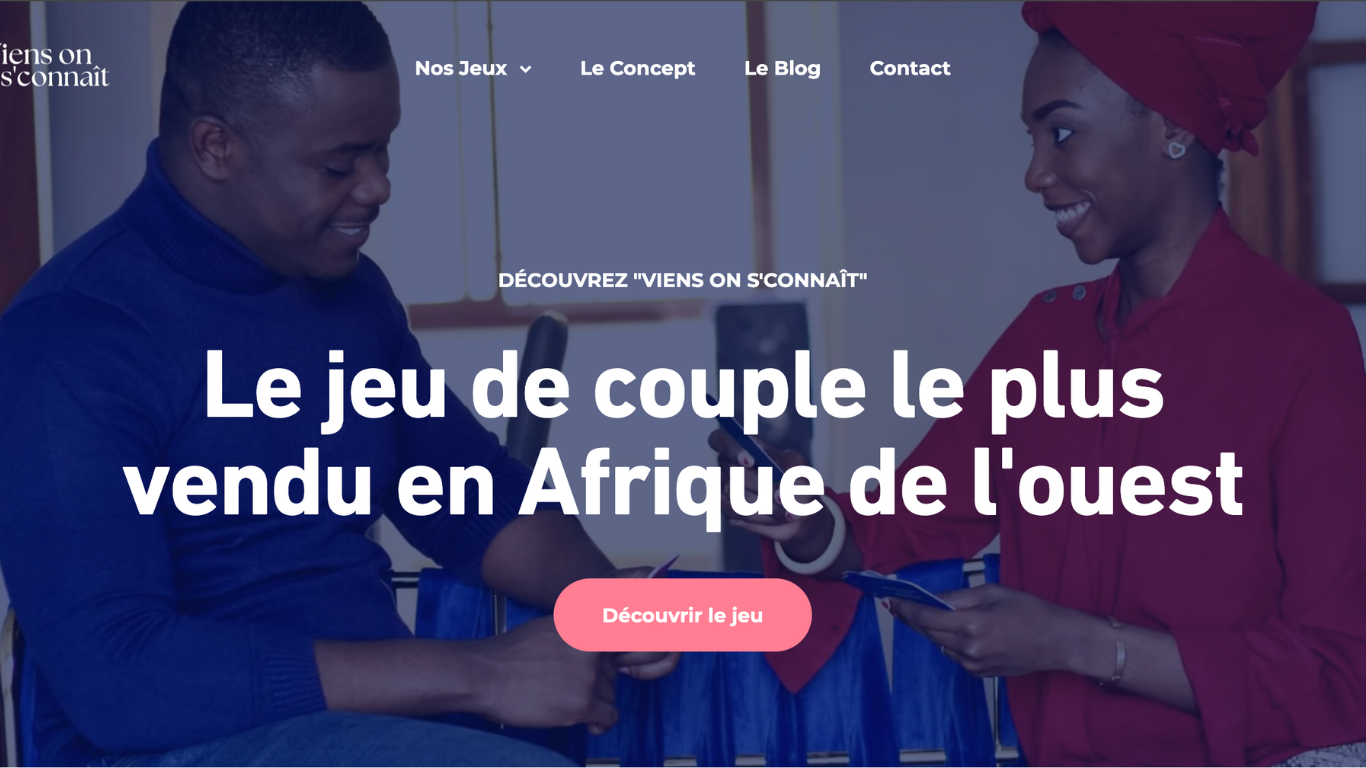 iens on
s'connaît
Nos Jeux
Le Concept
Le Blog
Contact
DÉCOUVREZ "VIENS ON S'CONNAÎT"
Le jeu de couple le plus
vendu en Afrique de l'ouest
Découvrir le jeu